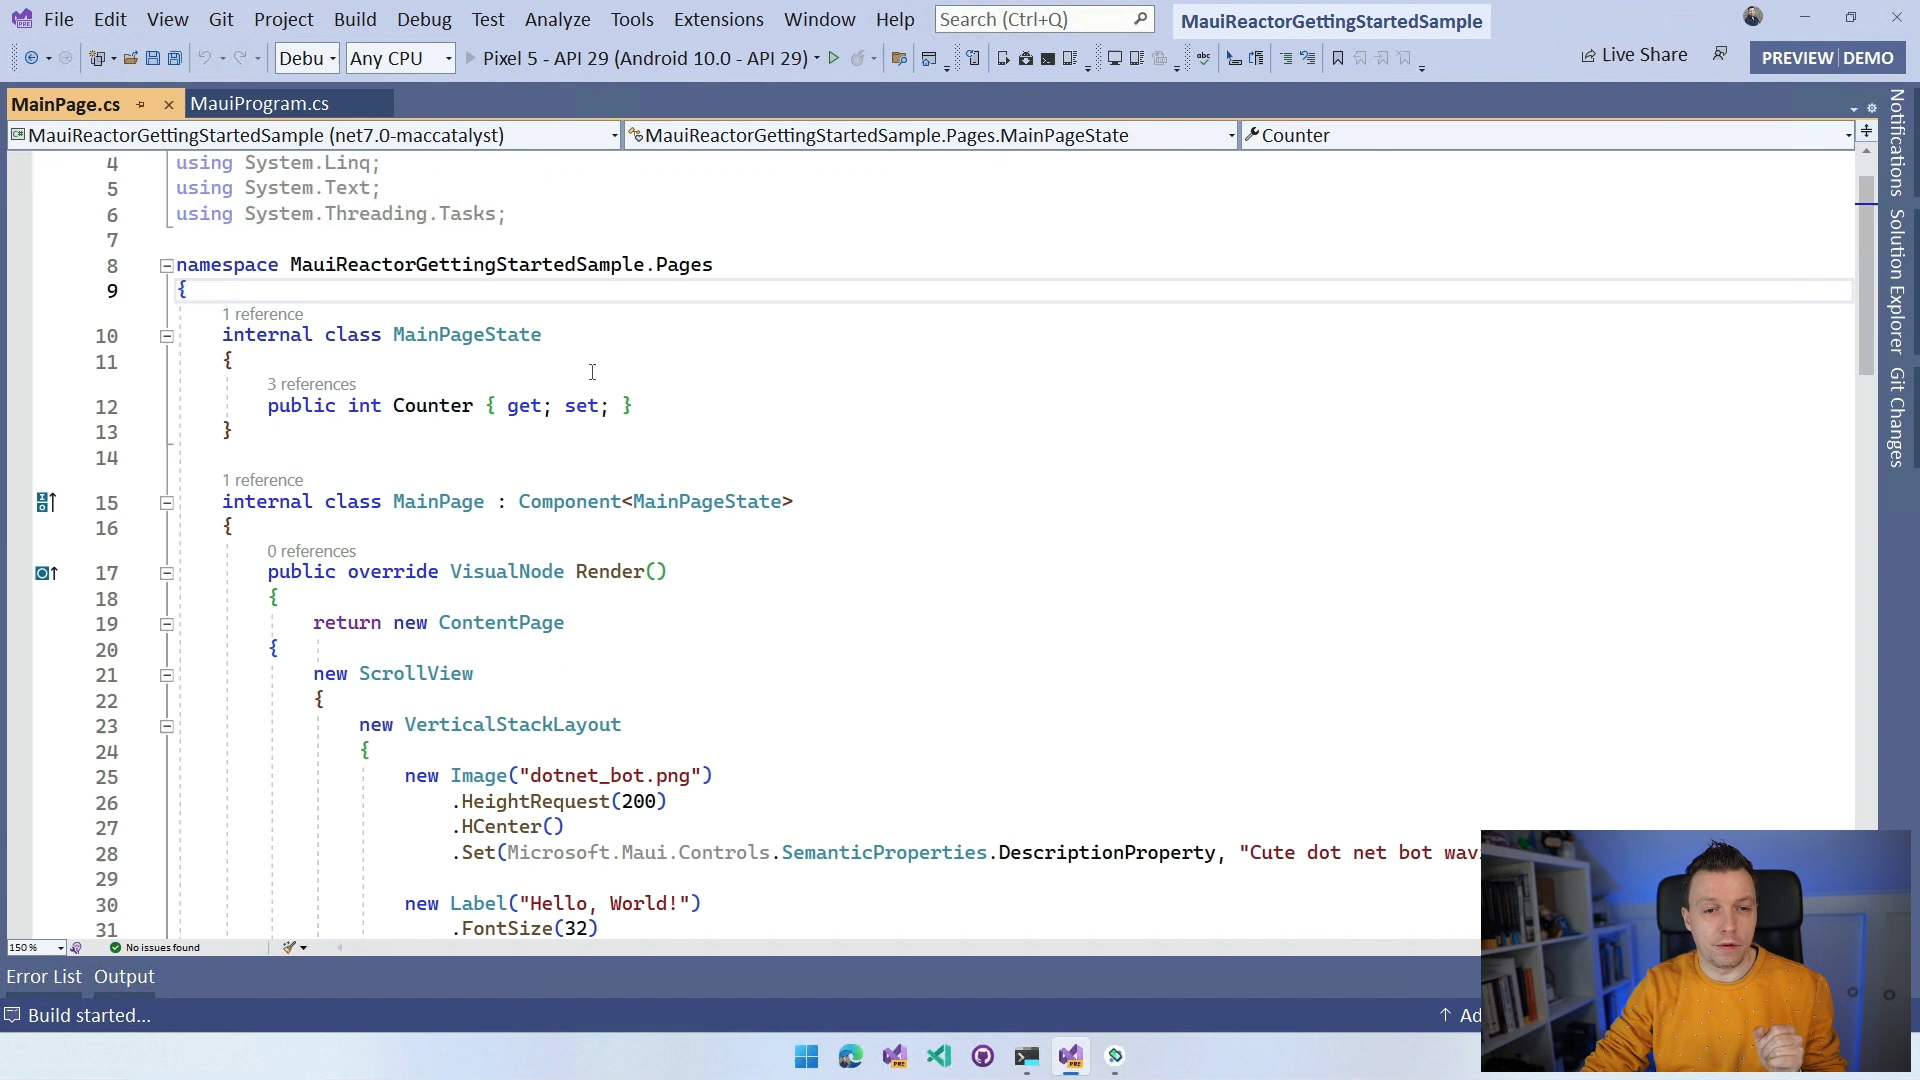 File Edit View Git Project Build Debug Test Analyze Tools Extensions Window Help Search (Ctrl+Q) MauiReactorGettingStartedSample
Debu Any CPU Pixel 5 - API 29 (Android 10.0 - API 29) Live Share PREVIEW DEMO
MainPage.cs MauiProgram.cs
MauiReactorGettingStartedSample (net7.0-maccatalyst) MauiReactorGettingStartedSample.Pages.MainPageState Counter
4 using System.Linq;
5 using System.Text;
6 using System.Threading.Tasks;
7
8 namespace MauiReactorGettingStartedSample.Pages
9 {
1 reference
10 internal class MainPageState
11 {
3 references
12 public int Counter { get; set; }
13 }
14
1 reference
15 internal class MainPage : Component<MainPageState>
16 {
0 references
17 public override VisualNode Render()
18 {
19 return new ContentPage
20 {
21 new ScrollView
22 {
23 new VerticalStackLayout
24 {
25 new Image("dotnet_bot.png")
26 .HeightRequest(200)
27 .HCenter()
28 .Set(Microsoft.Maui.Controls.SemanticProperties.DescriptionProperty, "Cute dot net bot wav
29
30 new Label("Hello, World!")
31 .FontSize(32)
150 % No issues found
Error List Output
Build started...
Ad
Notifications
Solution Explorer
Git Changes
PRE
PRE